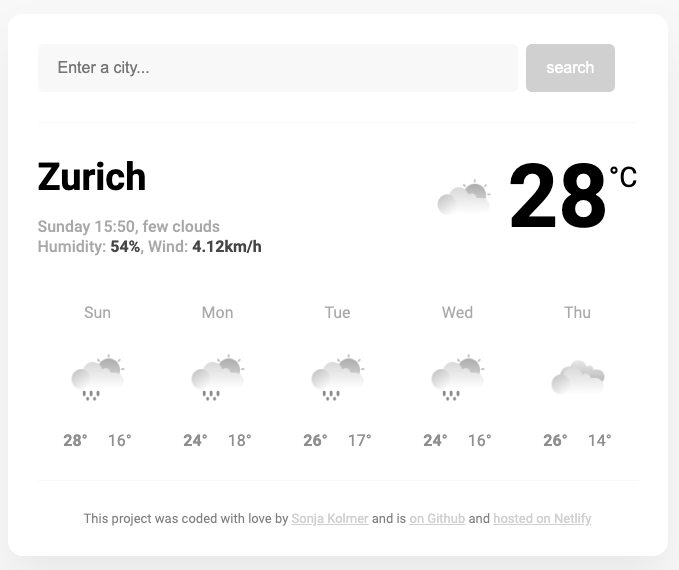 Enter a city...
search
Zurich
28 °C
Sunday 15:50, few clouds
Humidity: 54%, Wind: 4.12km/h
Sun Mon Tue Wed Thu
28° 16° 24° 18° 26° 17° 24° 16° 26° 14°
This project was coded with love by Sonja Kolmer and is on Github and hosted on Netlify